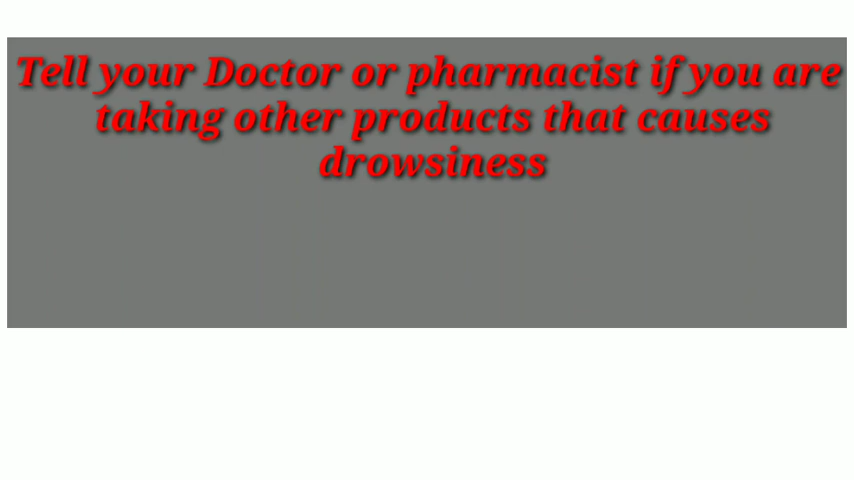 Tell your Doctor or pharmacist if you are
taking other products that causes
drowsiness